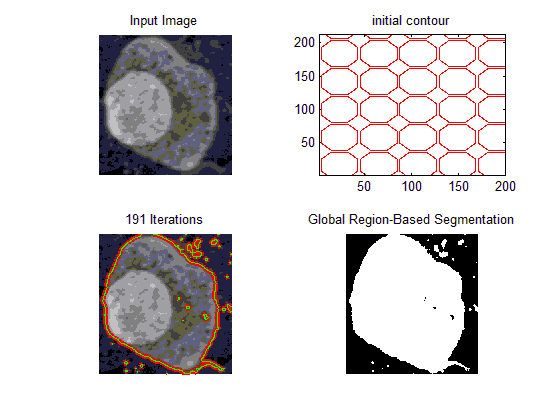 Input Image
initial contour
200
150
100
50
50 100 150 200
191 Iterations
Global Region-Based Segmentation